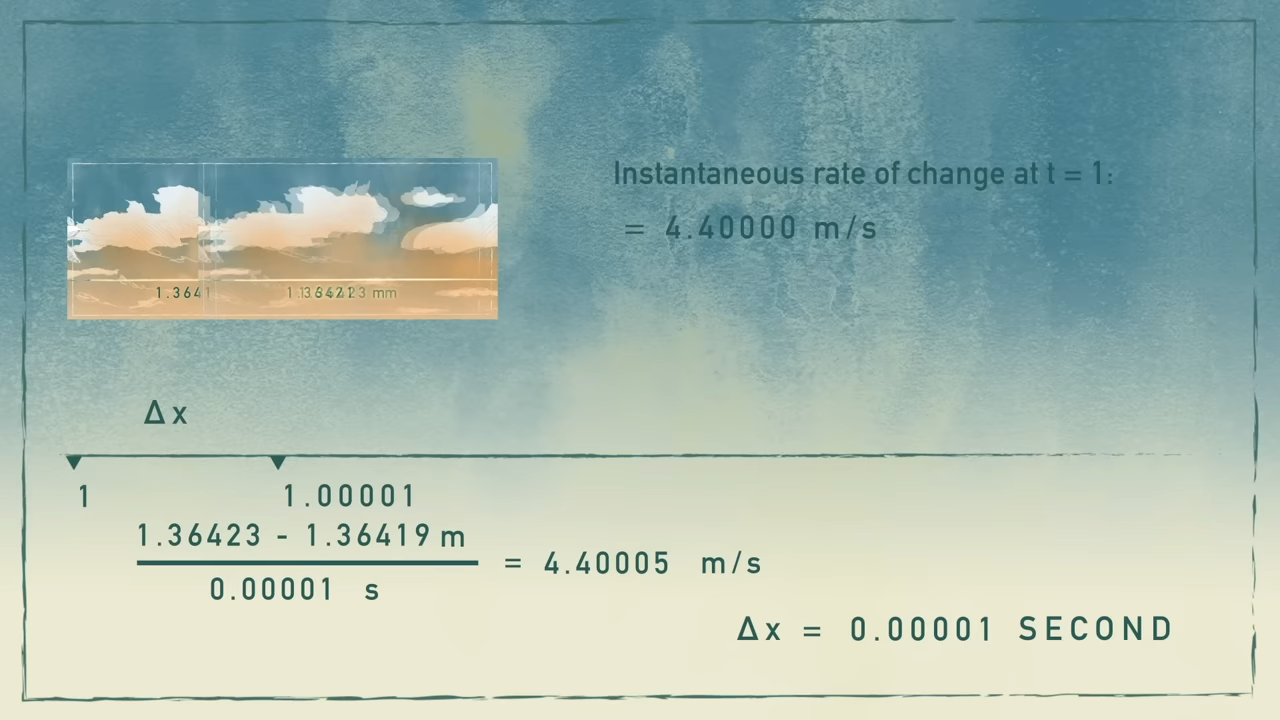 Instantaneous rate of change at t = 1:
= 4.40000 m/s
1.3641
mm
Δx
1 1.00001
1.36423 - 1.36419 m
0.00001 s
= 4.40005 m/s
Δx = 0.00001 SECOND